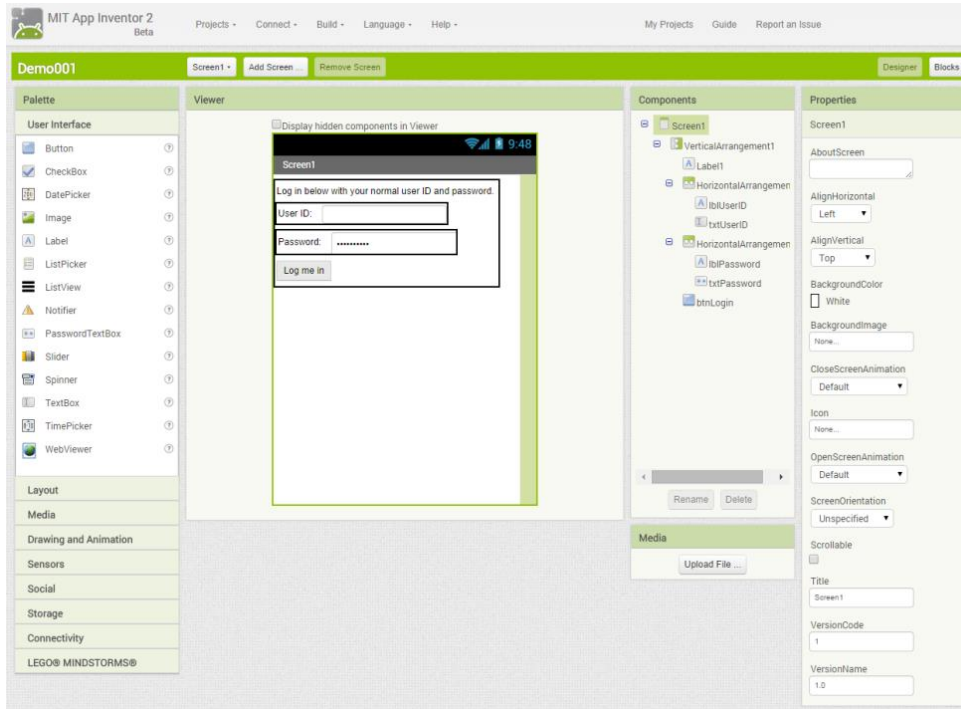 MIT App Inventor 2
Beta
Projects
Connect
Build
Language
Help
My Projects
Guide
Report an Issue
Demo001
Screen1
Add Screen ...
Remove Screen
Designer
Blocks
Palette
User Interface
Button
CheckBox
DatePicker
Image
Label
ListPicker
ListView
Notifier
PasswordTextBox
Slider
Spinner
TextBox
TimePicker
WebViewer
Layout
Media
Drawing and Animation
Sensors
Social
Storage
Connectivity
LEGO® MINDSTORMS®
Viewer
Display hidden components in Viewer
9:48
Screen1
Log in below with your normal user ID and password.
User ID:
Password: ••••••••••
Log me in
Components
Screen1
VerticalArrangement1
Label1
HorizontalArrangemen
lblUserID
txtUserID
HorizontalArrangemen
lblPassword
txtPassword
btnLogin
Rename
Delete
Media
Upload File ...
Properties
Screen1
AboutScreen
AlignHorizontal
Left
AlignVertical
Top
BackgroundColor
White
BackgroundImage
None...
CloseScreenAnimation
Default
Icon
None...
OpenScreenAnimation
Default
ScreenOrientation
Unspecified
Scrollable
Title
Screen1
VersionCode
1
VersionName
1.0